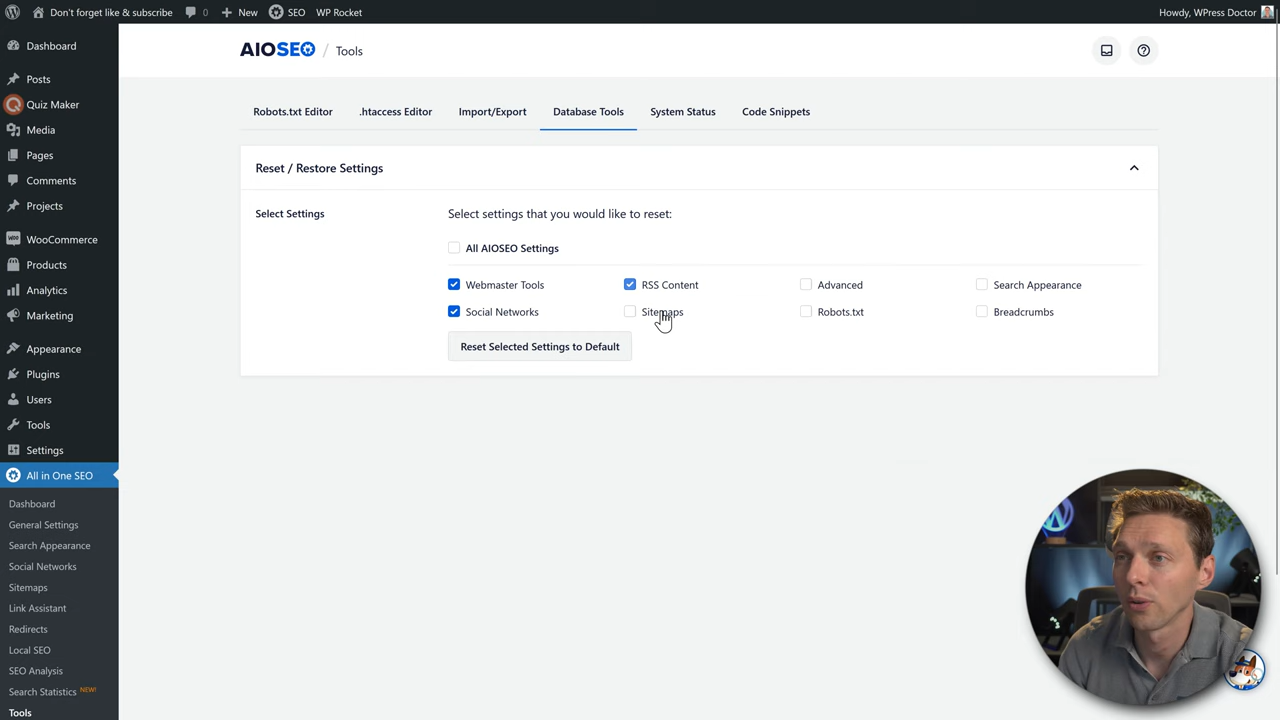 Don't forget like & subscribe 0 New SEO WP Rocket Howdy, WPress Doctor
Dashboard
Posts
Quiz Maker
Media
Pages
Comments
Projects
WooCommerce
Products
Analytics
Marketing
Appearance
Plugins
Users
Tools
Settings
All in One SEO
Dashboard
General Settings
Search Appearance
Social Networks
Sitemaps
Link Assistant
Redirects
Local SEO
SEO Analysis
Search Statistics NEW!
Tools
AIOSEO / Tools
Robots.txt Editor .htaccess Editor Import/Export Database Tools System Status Code Snippets
Reset / Restore Settings
Select Settings Select settings that you would like to reset:
All AIOSEO Settings
Webmaster Tools RSS Content Advanced Search Appearance
Social Networks Sitemaps Robots.txt Breadcrumbs
Reset Selected Settings to Default